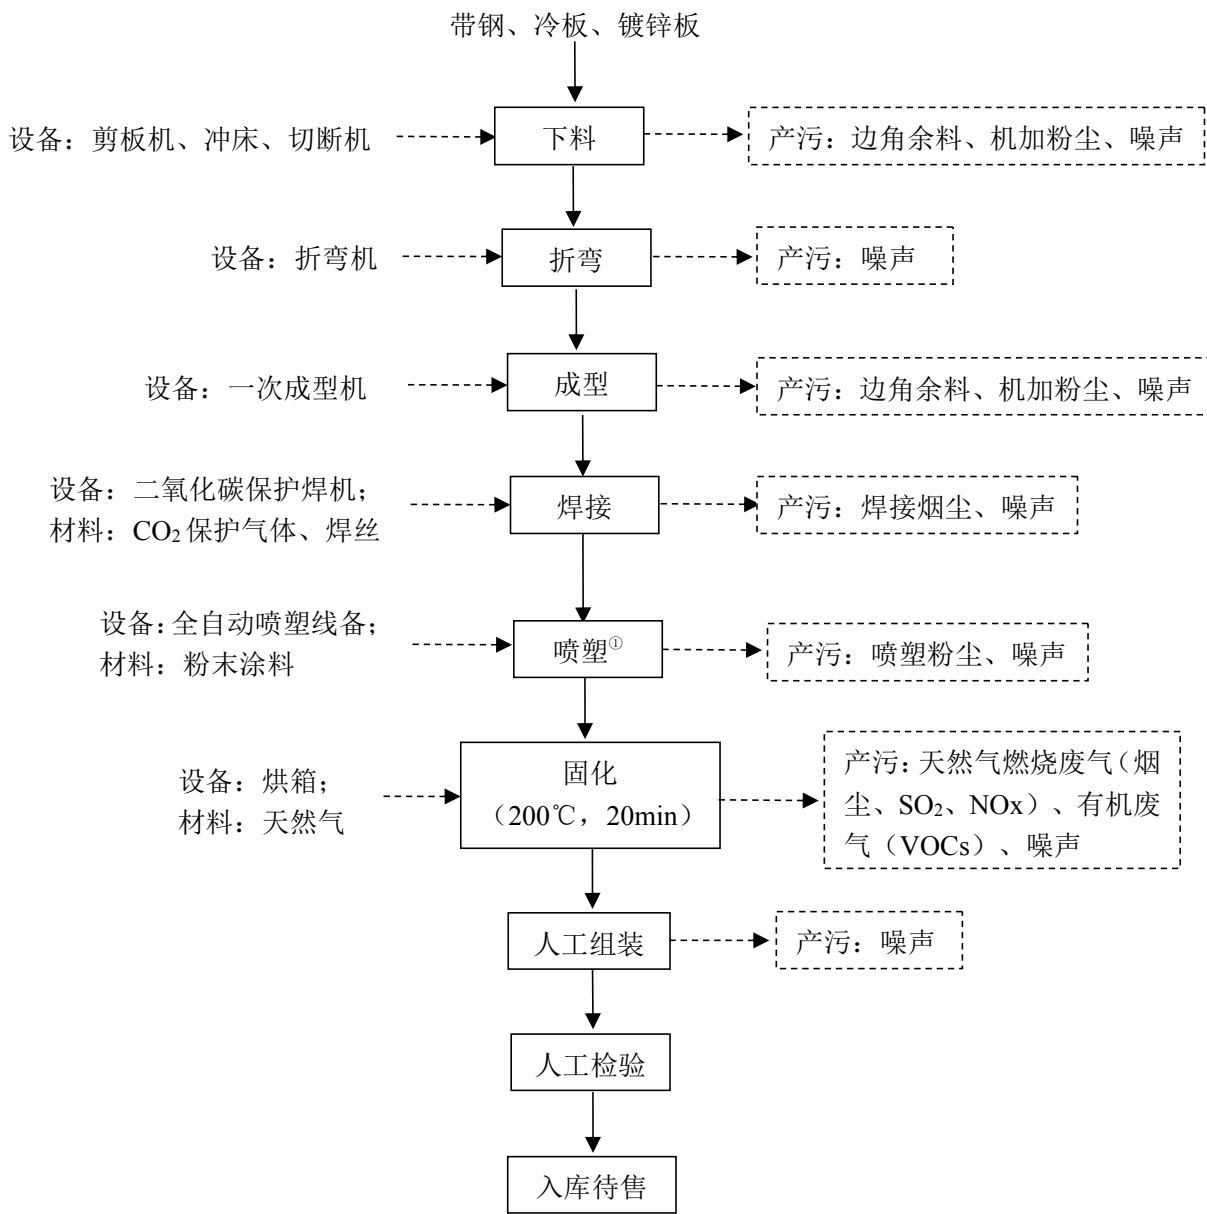 带钢、冷板、镀锌板
设备：剪板机、冲床、切断机
下料
产污：边角余料、机加粉尘、噪声
设备：折弯机
折弯
产污：噪声
设备：一次成型机
成型
产污：边角余料、机加粉尘、噪声
设备：二氧化碳保护焊机；
材料：CO₂保护气体、焊丝
焊接
产污：焊接烟尘、噪声
设备：全自动喷塑线备；
材料：粉末涂料
喷塑①
产污：喷塑粉尘、噪声
设备：烘箱；
材料：天然气
固化
（200℃，20min）
产污：天然气燃烧废气（烟
尘、SO₂、NOx）、有机废
气（VOCs）、噪声
人工组装
产污：噪声
人工检验
入库待售